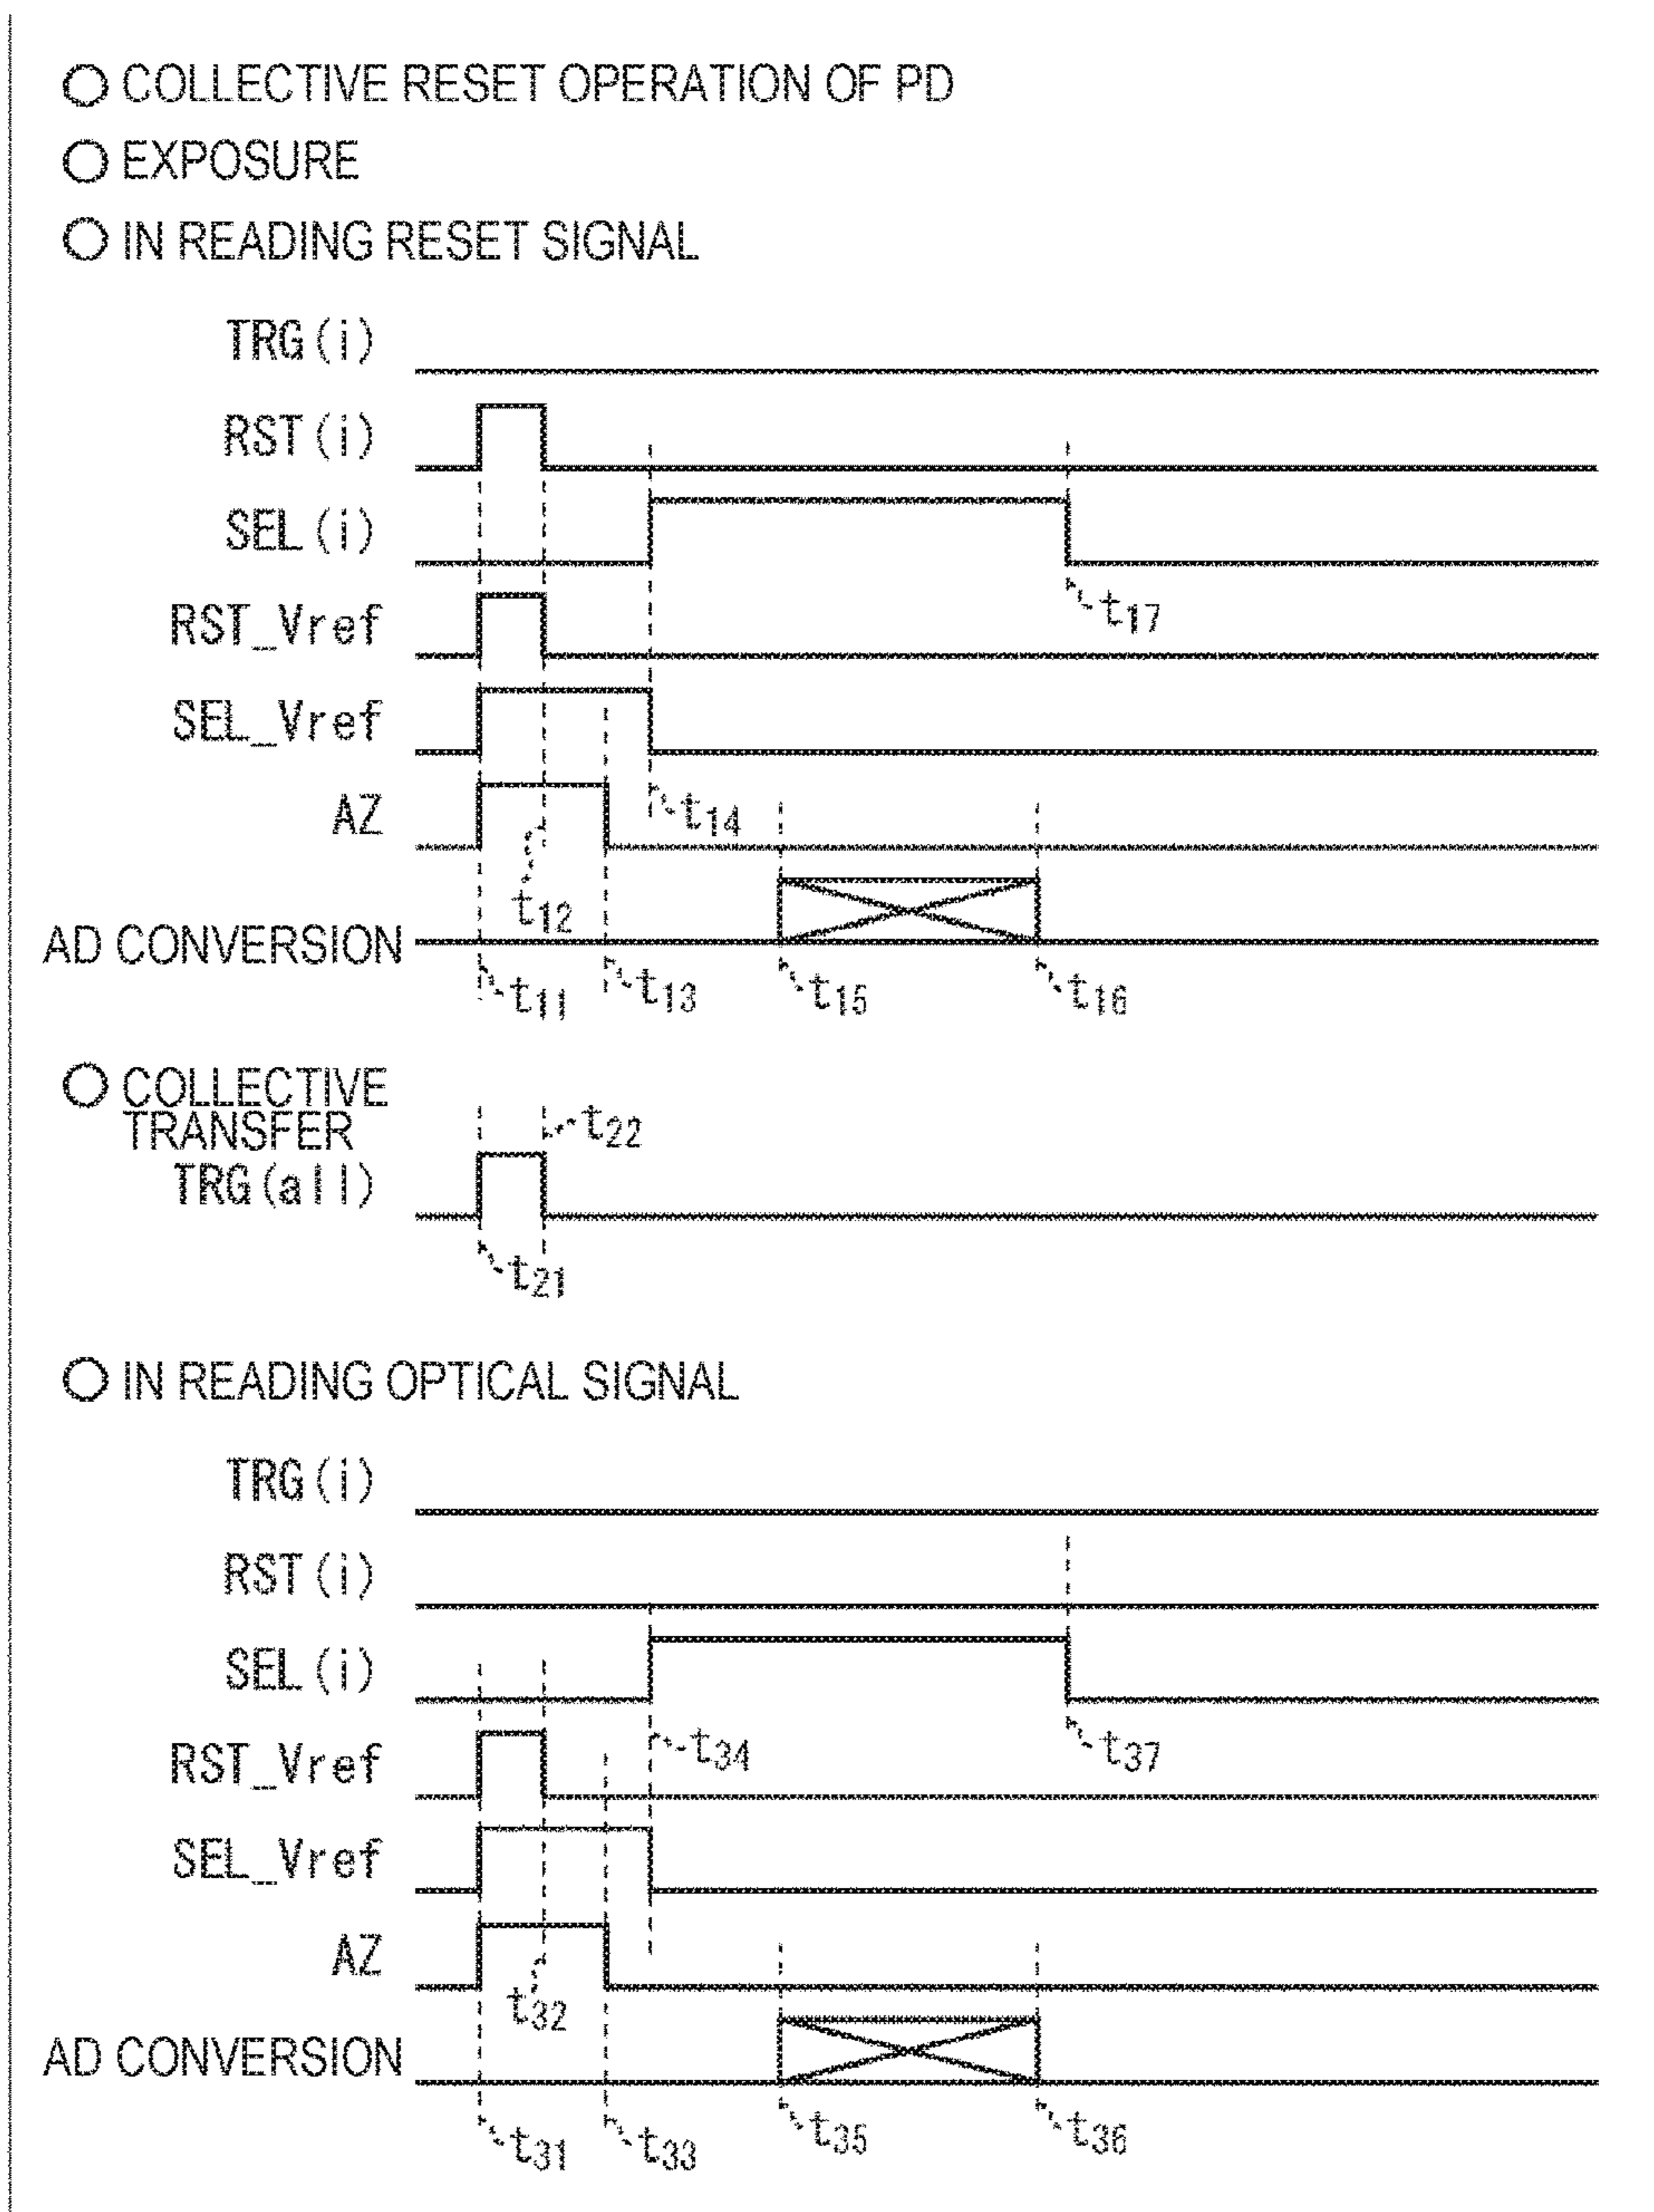 ○ COLLECTIVE RESET OPERATION OF PD
○ EXPOSURE
○ IN READING RESET SIGNAL
TRG(i)
RST(i)
SEL(i)
t17
RST_Vref
SEL_Vref
AZ
t14
t12
AD CONVERSION
t11
t13
t15
t16
○ COLLECTIVE
TRANSFER
t22
TRG(all)
t21
○ IN READING OPTICAL SIGNAL
TRG(i)
RST(i)
SEL(i)
RST_Vref
t34
t37
SEL_Vref
AZ
t32
AD CONVERSION
t31
t33
t35
t36